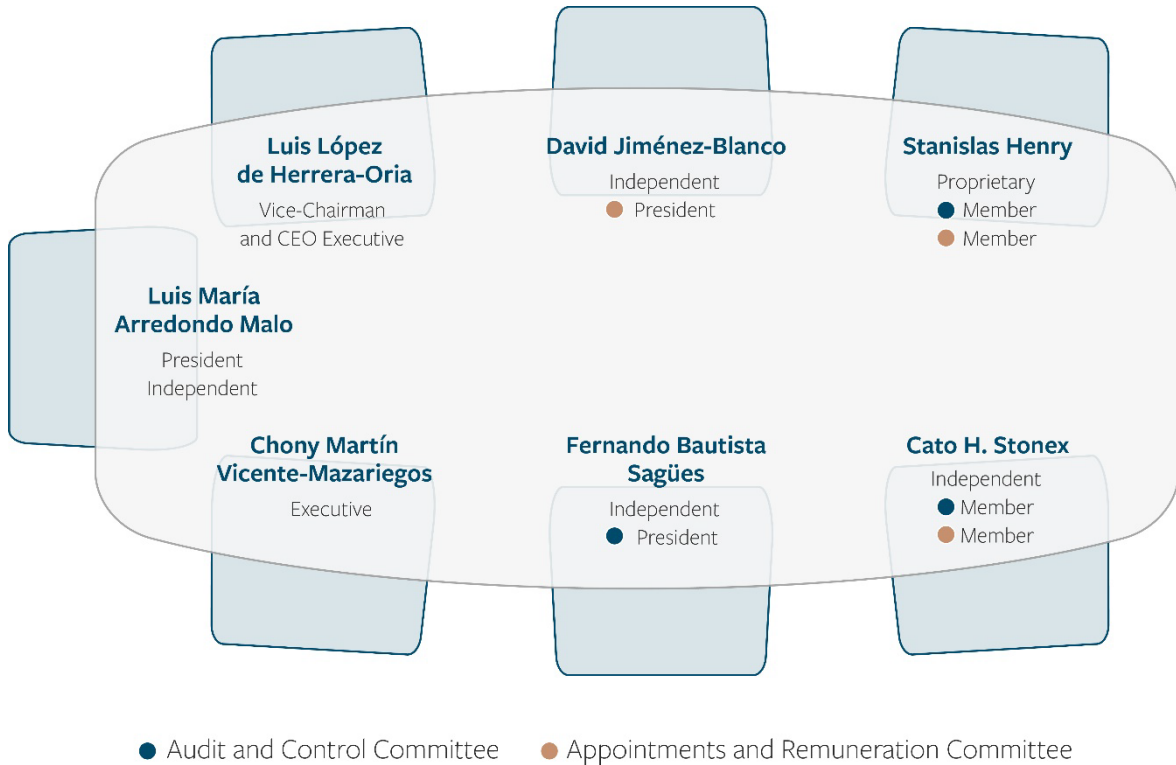 Luis López
de Herrera-Oria
Vice-Chairman
and CEO Executive
David Jiménez-Blanco
Independent
President
Stanislas Henry
Proprietary
Member
Member
Luis María
Arredondo Malo
President
Independent
Chony Martín
Vicente-Mazariegos
Executive
Fernando Bautista
Sagües
Independent
President
Cato H. Stonex
Independent
Member
Member
Audit and Control Committee
Appointments and Remuneration Committee